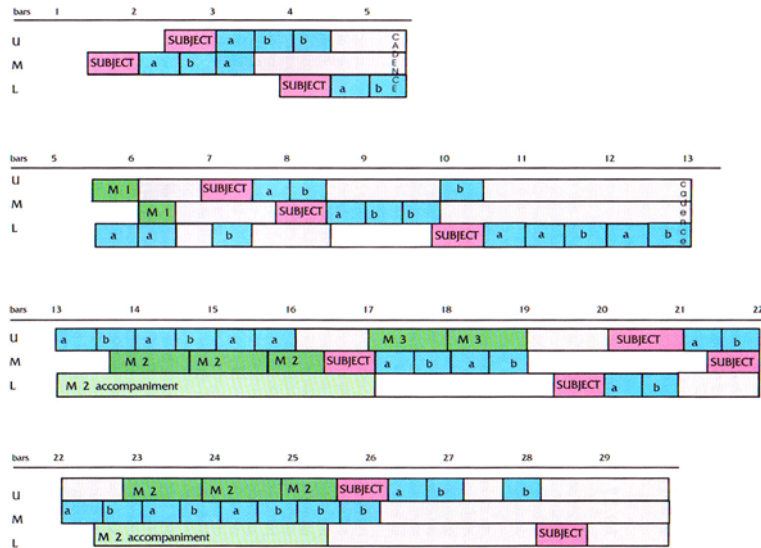 bars 1 2 3 4 5
U SUBJECT a b b CADENCE
M SUBJECT a b a
L SUBJECT a b
bars 5 6 7 8 9 10 11 12 13
U M 1 SUBJECT a b b cadence
M M 1 SUBJECT a b b
L a a b SUBJECT a a b a b
bars 13 14 15 16 17 18 19 20 21 22
U a b a b a a M 3 M 3 SUBJECT a b
M M 2 M 2 M 2 SUBJECT a b a b SUBJECT
L M 2 accompaniment SUBJECT a b
bars 22 23 24 25 26 27 28 29
U M 2 M 2 M 2 SUBJECT a b b
M a b a b a b b b
L M 2 accompaniment SUBJECT